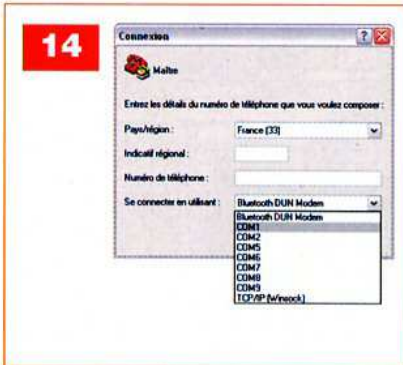 14
Connexion
Maître
Entrez les détails du numéro de téléphone que vous voulez composer :
Pays/région : France (33)
Indicatif régional :
Numéro de téléphone :
Se connecter en utilisant : Bluetooth DUN Modem
Bluetooth DUN Modem
COM1
COM2
COM5
COM6
COM7
COM8
COM9
TCP/IP (Winsock)